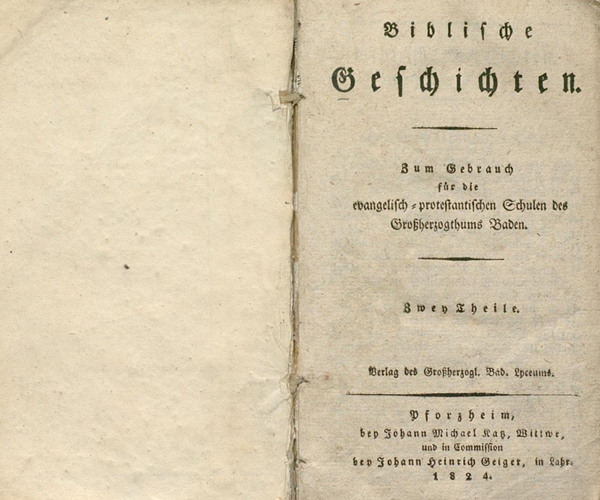 Biblische
Geschichten.
Zum Gebrauch
für die
evangelisch-protestantischen Schulen des
Großherzogthums Baden.
Zwey Theile.
Verlag des Großherzogl. Bad. Lyceums.
Pforzheim,
bey Johann Michael Katz, Wittwe,
und in Commission
bey Johann Heinrich Geiger, in Lahr.
1824.